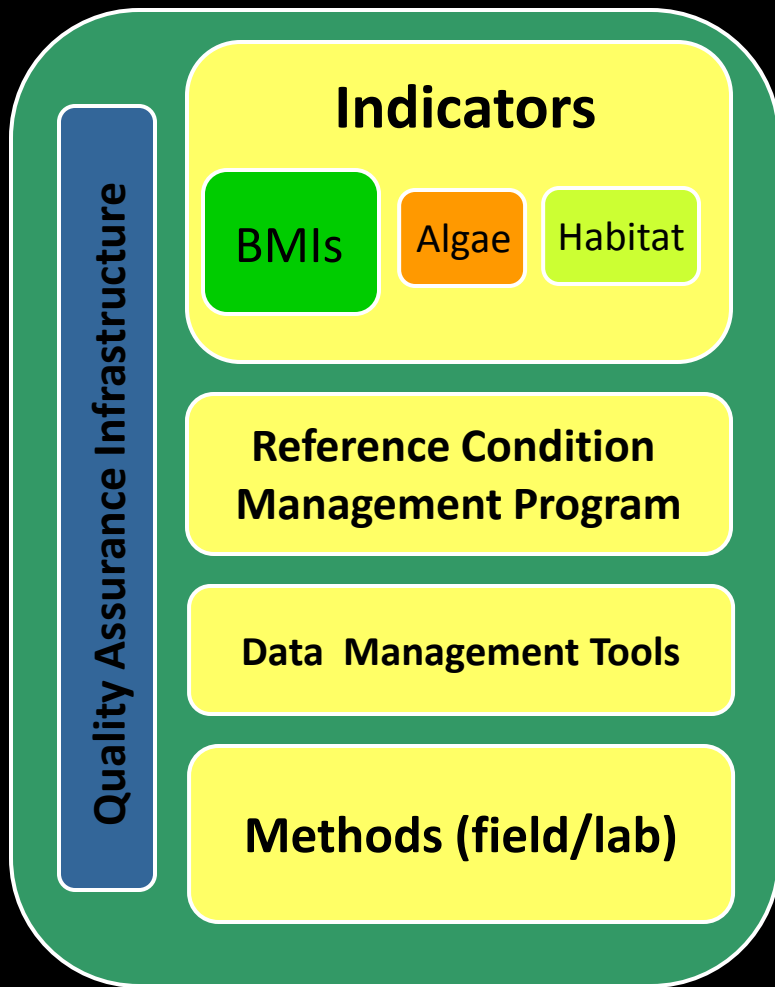 Quality Assurance Infrastructure
Indicators
BMIs
Algae
Habitat
Reference Condition
Management Program
Data  Management Tools
Methods (field/lab)